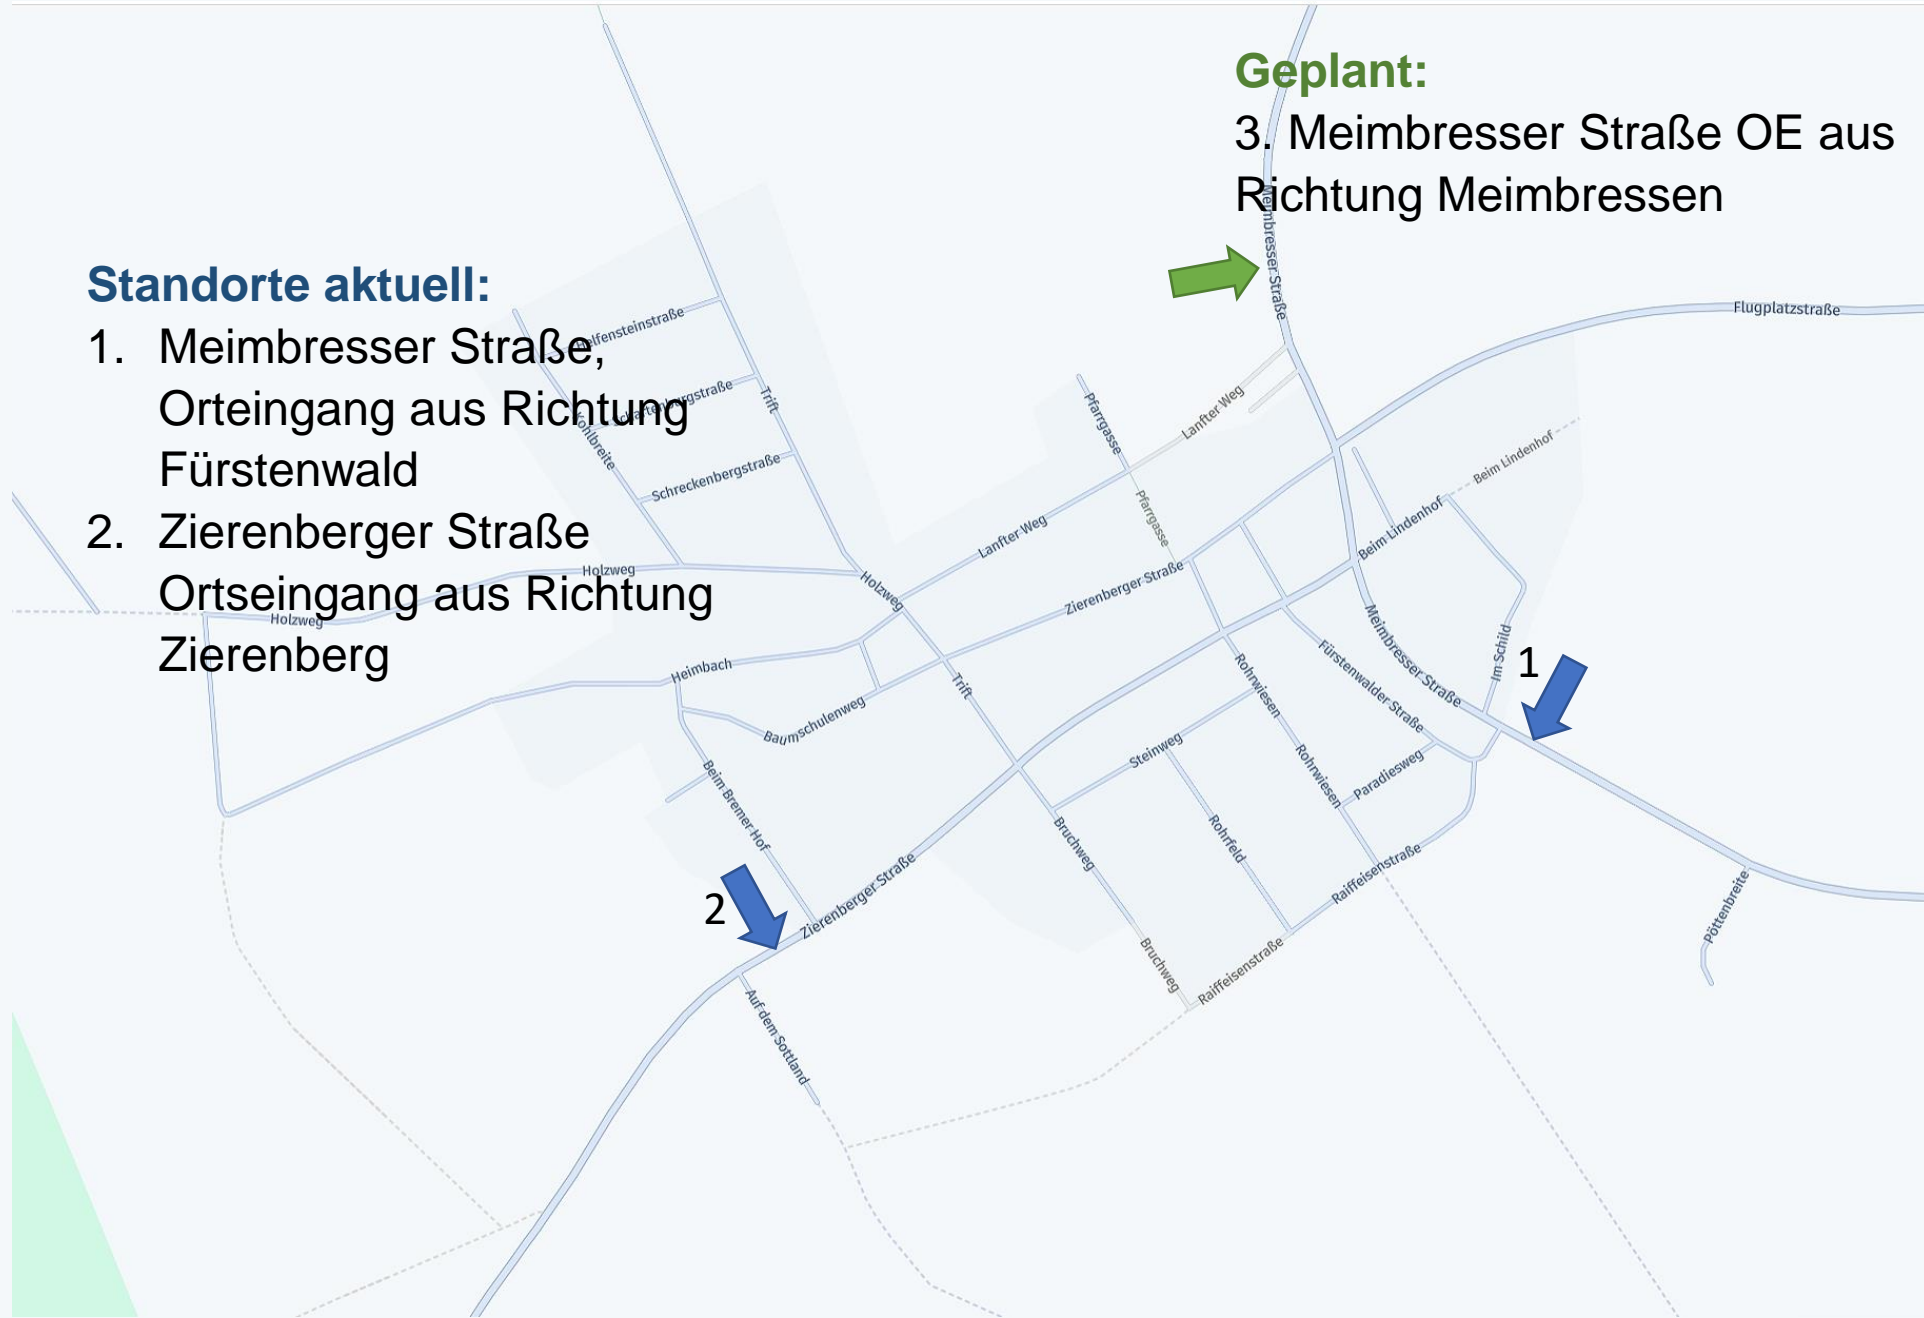 Geplant:
3. Meimbresser Straße OE aus
Richtung Meimbressen
Standorte aktuell:
1. Meimbresser Straße,
Orteingang aus Richtung
Fürstenwald
2. Zierenberger Straße
Ortseingang aus Richtung
Zierenberg
Meimbresser Straße
Flugplatzstraße
Helfensteinstraße
Schartenbergstraße
Trift
Kohlbreite
Schreckenbergstraße
Pfarrgasse
Lanfter Weg
Beim Lindenhof
Pfarrgasse
Beim Lindenhof
Lanfter Weg
Holzweg
Holzweg
Zierenberger Straße
Holzweg
Meimbresser Straße
Fürstenwalder Straße
Im Schild
1
Heimbach
Trift
Rohrwiesen
Baumschulenweg
Steinweg
Rohrwiesen
Paradiesweg
Beim Bremer Hof
Bruchweg
Rohrfeld
Raiffeisenstraße
Zierenberger Straße
2
Pöttenbreite
Bruchweg
Raiffeisenstraße
Auf dem Sottland